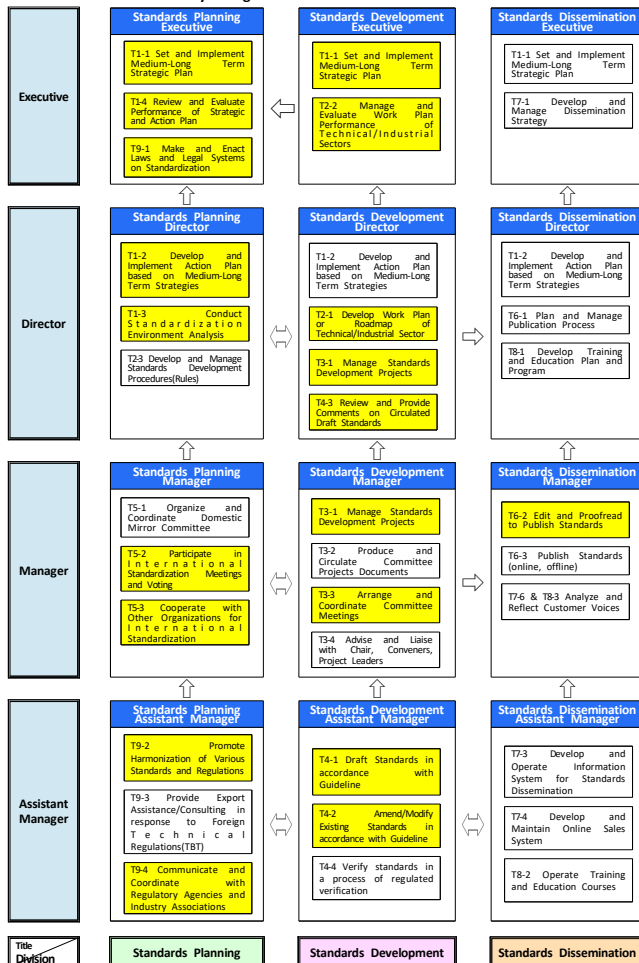 Standards Planning
Executive
Standards Development
Executive
Standards Dissemination
Executive
Executive
T1-1 Set and Implement
Medium-Long Term
Strategic Plan
T1-4 Review and Evaluate
Performance of Strategic
and Action Plan
T9-1 Make and Enact
Laws and Legal Systems
on Standardization
T1-1 Set and Implement
Medium-Long Term
Strategic Plan
T2-2 Manage and
Evaluate Work Plan
Performance of
Technical/Industrial
Sectors
T1-1 Set and Implement
Medium-Long Term
Strategic Plan
T7-1 Develop and
Manage Dissemination
Strategy
Standards Planning
Director
Standards Development
Director
Standards Dissemination
Director
Director
T1-2 Develop and
Implement Action Plan
based on Medium-Long
Term Strategies
T1-3 Conduct
Standardization
Environment Analysis
T2-3 Develop and Manage
Standards Development
Procedures(Rules)
T1-2 Develop and
Implement Action Plan
based on Medium-Long
Term Strategies
T2-1 Develop Work Plan
or Roadmap of
Technical/Industrial Sector
T3-1 Manage Standards
Development Projects
T4-3 Review and Provide
Comments on Circulated
Draft Standards
T1-2 Develop and
Implement Action Plan
based on Medium-Long
Term Strategies
T6-1 Plan and Manage
Publication Process
T8-1 Develop Training
and Education Plan and
Program
Standards Planning
Manager
Standards Development
Manager
Standards Dissemination
Manager
Manager
T5-1 Organize and
Coordinate Domestic
Mirror Committee
T5-2 Participate in
International
Standardization Meetings
and Voting
T5-3 Cooperate with
Other Organizations for
International
Standardization
T3-1 Manage Standards
Development Projects
T3-2 Produce and
Circulate Committee
Projects Documents
T3-3 Arrange and
Coordinate Committee
Meetings
T3-4 Advise and Liaise
with Chair, Conveners,
Project Leaders
T6-2 Edit and Proofread
to Publish Standards
T6-3 Publish Standards
(online, offline)
T7-6 & T8-3 Analyze and
Reflect Customer Voices
Standards Planning
Assistant Manager
Standards Development
Assistant Manager
Standards Dissemination
Assistant Manager
Assistant
Manager
T9-2 Promote
Harmonization of Various
Standards and Regulations
T9-3 Provide Export
Assistance/Consulting in
response to Foreign
Technical
Regulations(TBT)
T9-4 Communicate and
Coordinate with
Regulatory Agencies and
Industry Associations
T4-1 Draft Standards in
accordance with
Guideline
T4-2 Amend/Modify
Existing Standards in
accordance with Guideline
T4-4 Verify standards in
a process of regulated
verification
T7-3 Develop and
Operate Information
System for Standards
Dissemination
T7-4 Develop and
Maintain Online Sales
System
T8-2 Operate Training
and Education Courses
Title
Division
Standards Planning
Standards Development
Standards Dissemination